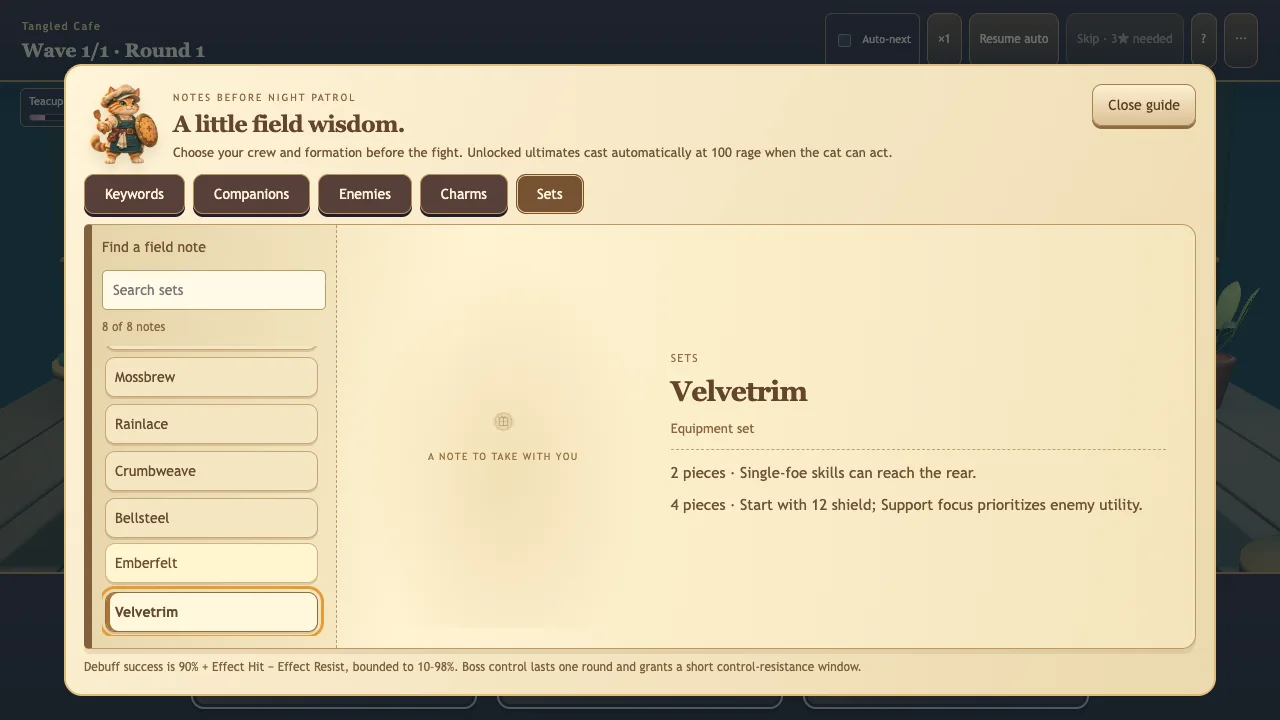 Tangled Cafe
Wave 1/1 · Round 1
Auto-next
×1
Resume auto
Skip · 3★ needed
?
...
Teacup
NOTES BEFORE NIGHT PATROL
A little field wisdom.
Choose your crew and formation before the fight. Unlocked ultimates cast automatically at 100 rage when the cat can act.
Close guide
Keywords
Companions
Enemies
Charms
Sets
Find a field note
Search sets
8 of 8 notes
Mossbrew
Rainlace
Crumbweave
Bellsteel
Emberfelt
Velvetrim
A NOTE TO TAKE WITH YOU
SETS
Velvetrim
Equipment set
2 pieces · Single-foe skills can reach the rear.
4 pieces · Start with 12 shield; Support focus prioritizes enemy utility.
Debuff success is 90% + Effect Hit − Effect Resist, bounded to 10–98%. Boss control lasts one round and grants a short control-resistance window.